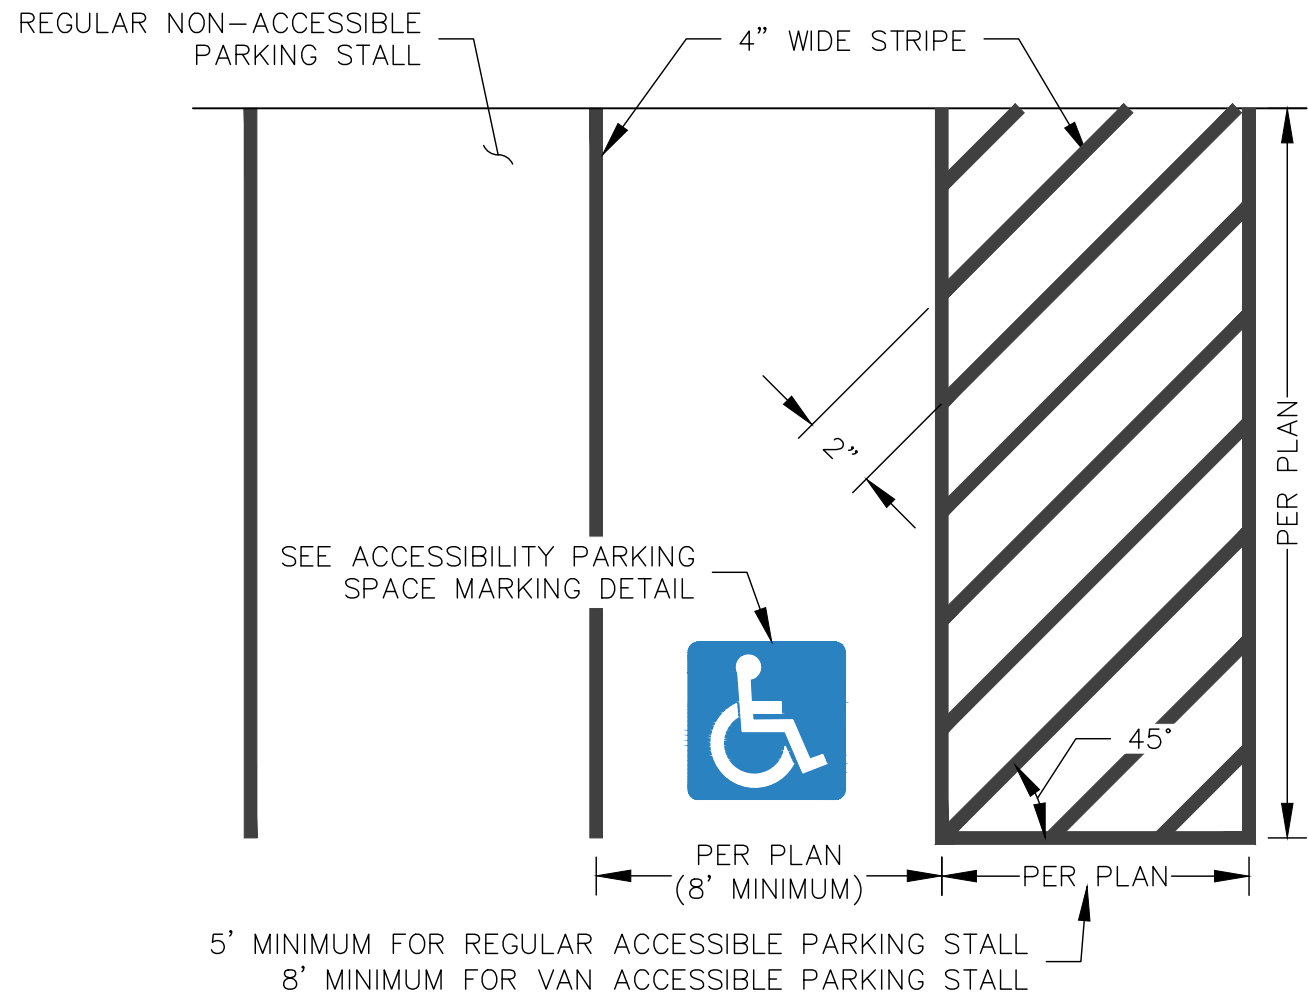 REGULAR NON-ACCESSIBLE
PARKING STALL
4” WIDE STRIPE
2”
PER PLAN
SEE ACCESSIBILITY PARKING
SPACE MARKING DETAIL
45°
PER PLAN
(8’ MINIMUM)
PER PLAN
5’ MINIMUM FOR REGULAR ACCESSIBLE PARKING STALL
8’ MINIMUM FOR VAN ACCESSIBLE PARKING STALL